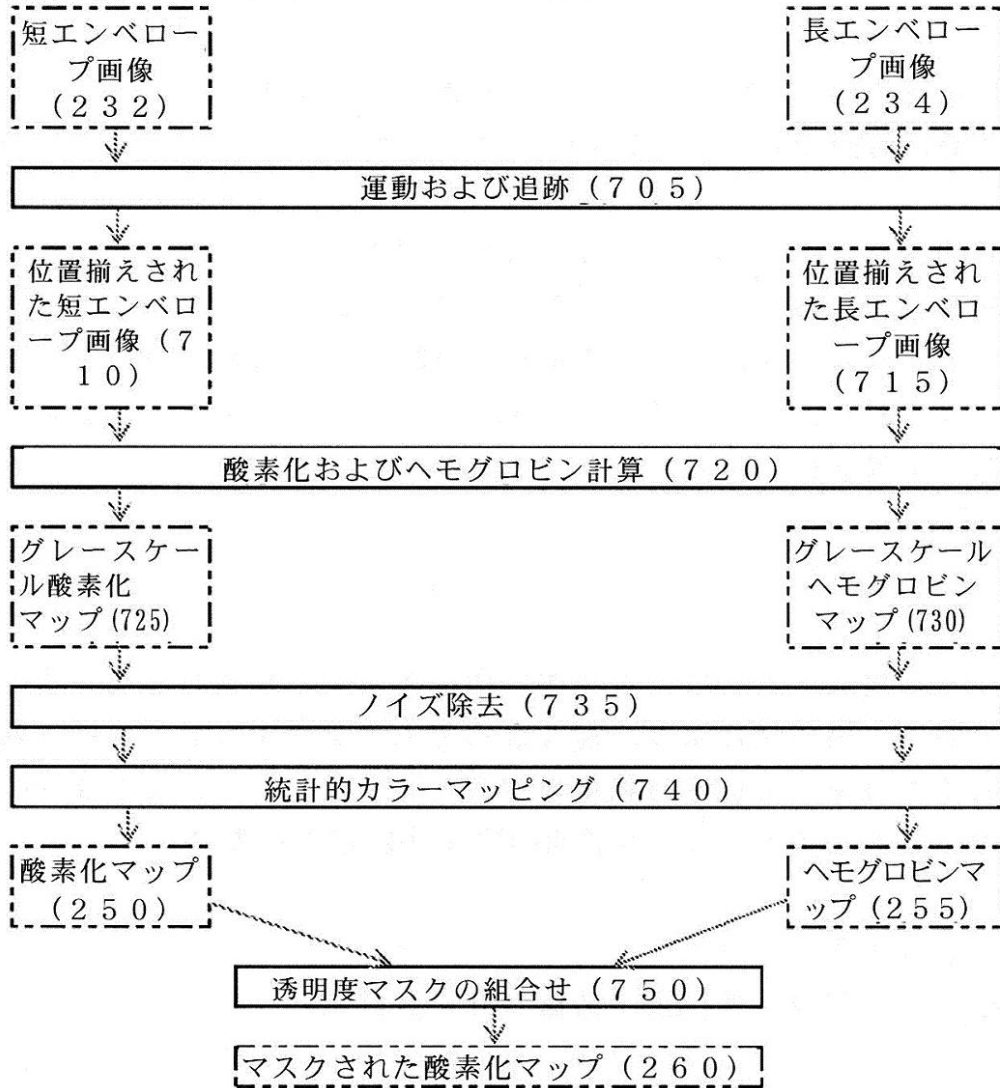 短エンベロー
プ画像
(232)
長エンベロー
プ画像
(234)
運動および追跡(705)
位置揃えされ
た短エンベロ
ープ画像(7
10)
位置揃えされ
た長エンベロ
ープ画像
(715)
酸素化およびヘモグロビン計算(720)
グレースケー
ル酸素化
マップ(725)
グレースケール
ヘモグロビン
マップ(730)
ノイズ除去(735)
統計的カラーマッピング(740)
酸素化マップ
(250)
ヘモグロビンマ
ップ(255)
透明度マスクの組合せ(750)
マスクされた酸素化マップ(260)